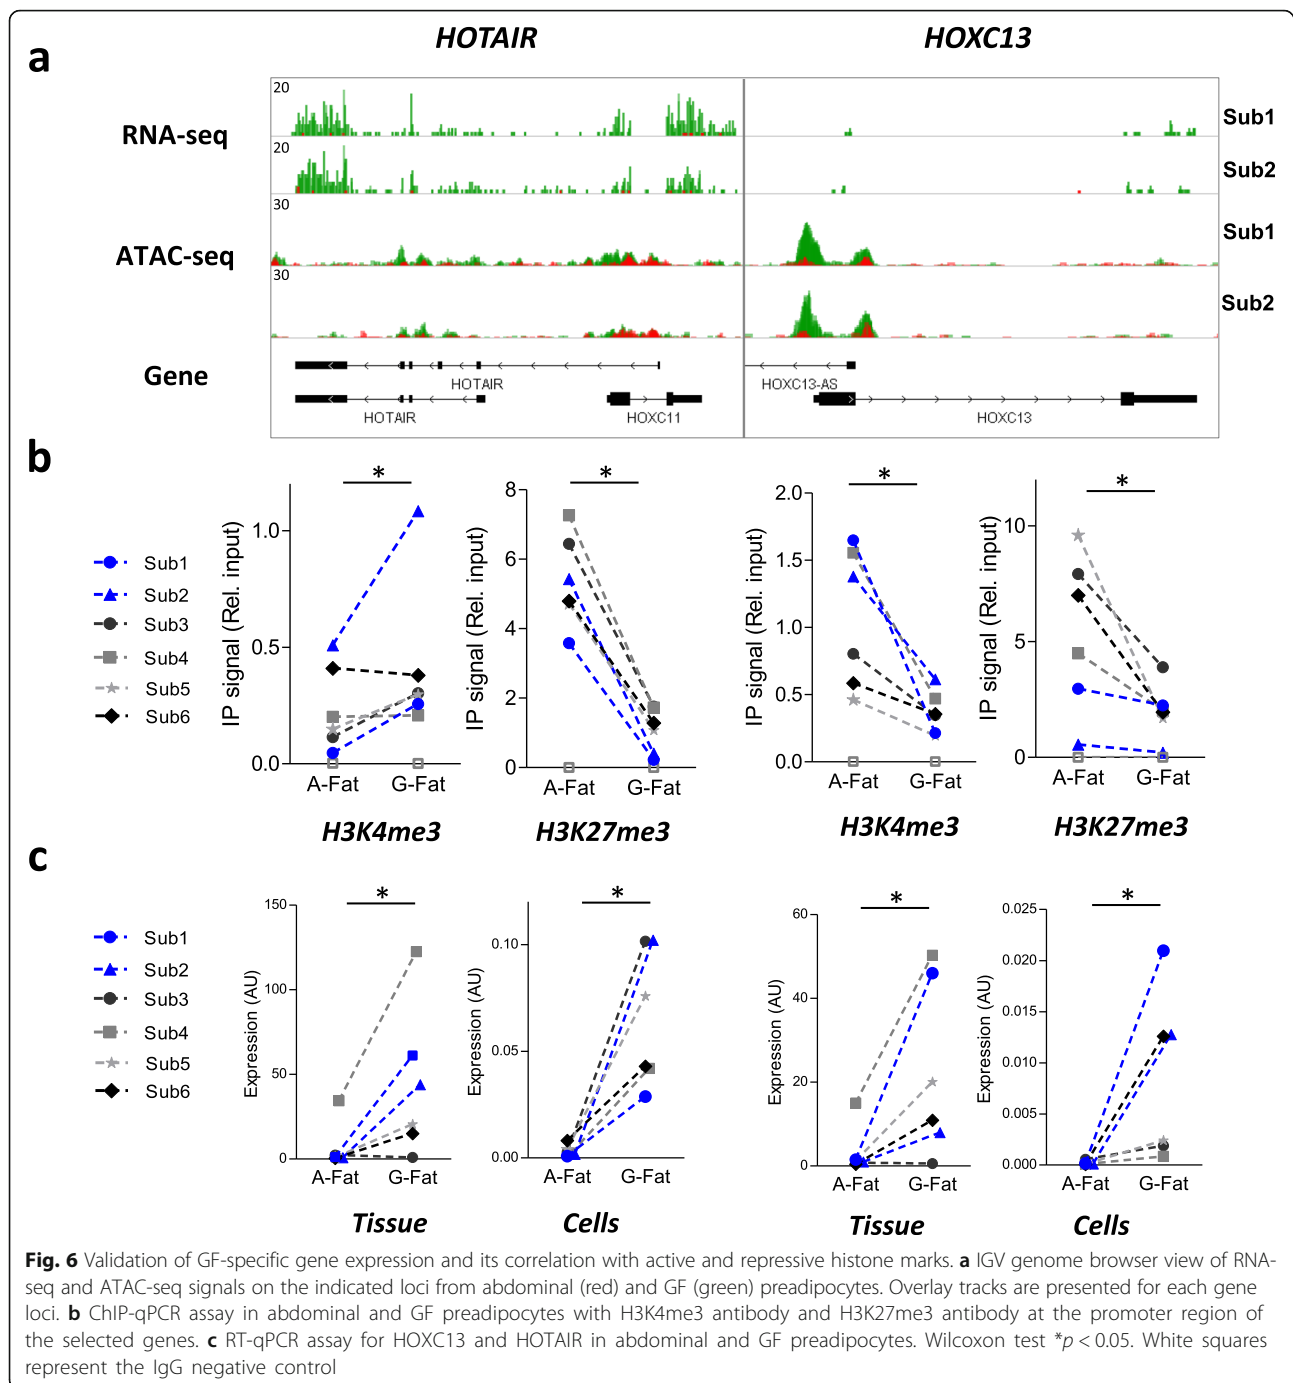 a
HOTAIR
HOXC13
RNA-seq
20
Sub1
20
Sub2
ATAC-seq
30
Sub1
30
Sub2
Gene
HOTAIR
HOXC13-AS
HOTAIR
HOXC11
HOXC13
b
Sub1
Sub2
Sub3
Sub4
Sub5
Sub6
IP signal (Rel. input)
1.0
0.5
0.0
*
A-Fat
G-Fat
H3K4me3
IP signal (Rel. input)
8
6
4
2
0
*
A-Fat
G-Fat
H3K27me3
IP signal (Rel. input)
2.0
1.5
1.0
0.5
0.0
*
A-Fat
G-Fat
H3K4me3
IP signal (Rel. input)
10
5
0
*
A-Fat
G-Fat
H3K27me3
c
Sub1
Sub2
Sub3
Sub4
Sub5
Sub6
Expression (AU)
150
100
50
0
*
A-Fat
G-Fat
Tissue
Expression (AU)
0.10
0.05
0.00
*
A-Fat
G-Fat
Cells
Expression (AU)
60
40
20
0
*
A-Fat
G-Fat
Tissue
Expression (AU)
0.025
0.020
0.015
0.010
0.005
0.000
*
A-Fat
G-Fat
Cells
Fig. 6 Validation of GF-specific gene expression and its correlation with active and repressive histone marks. a IGV genome browser view of RNA-
seq and ATAC-seq signals on the indicated loci from abdominal (red) and GF (green) preadipocytes. Overlay tracks are presented for each gene
loci. b ChIP-qPCR assay in abdominal and GF preadipocytes with H3K4me3 antibody and H3K27me3 antibody at the promoter region of
the selected genes. c RT-qPCR assay for HOXC13 and HOTAIR in abdominal and GF preadipocytes. Wilcoxon test *p < 0.05. White squares
represent the IgG negative control